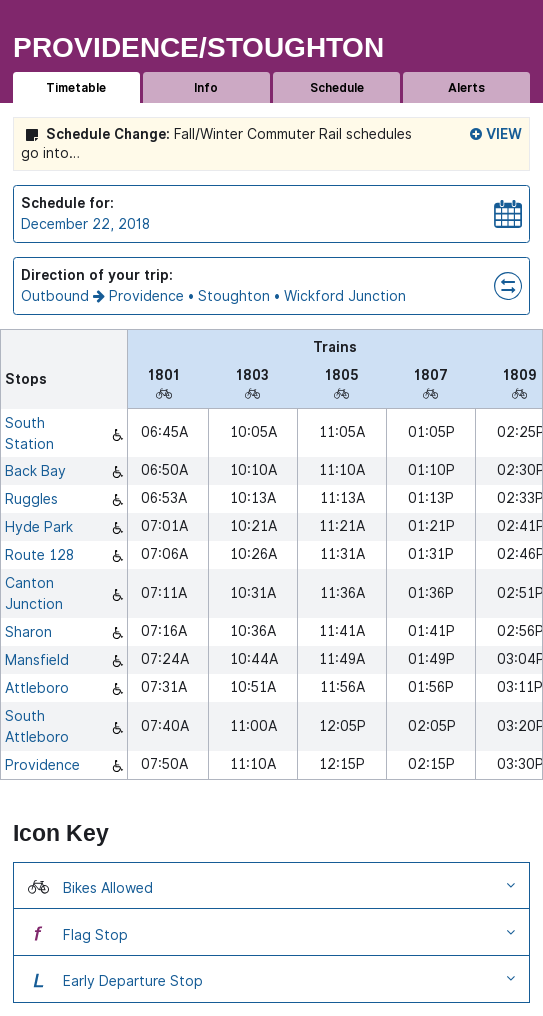 PROVIDENCE/STOUGHTON
Timetable Info Schedule Alerts
Schedule Change: Fall/Winter Commuter Rail schedules VIEW
go into...
Schedule for:
December 22, 2018
Direction of your trip:
Outbound Providence • Stoughton • Wickford Junction
Trains
Stops 1801 1803 1805 1807 1809
South
Station 06:45A 10:05A 11:05A 01:05P 02:25P
Back Bay 06:50A 10:10A 11:10A 01:10P 02:30P
Ruggles 06:53A 10:13A 11:13A 01:13P 02:33P
Hyde Park 07:01A 10:21A 11:21A 01:21P 02:41P
Route 128 07:06A 10:26A 11:31A 01:31P 02:46P
Canton
Junction 07:11A 10:31A 11:36A 01:36P 02:51P
Sharon 07:16A 10:36A 11:41A 01:41P 02:56P
Mansfield 07:24A 10:44A 11:49A 01:49P 03:04P
Attleboro 07:31A 10:51A 11:56A 01:56P 03:11P
South
Attleboro 07:40A 11:00A 12:05P 02:05P 03:20P
Providence 07:50A 11:10A 12:15P 02:15P 03:30P
Icon Key
Bikes Allowed
f Flag Stop
L Early Departure Stop